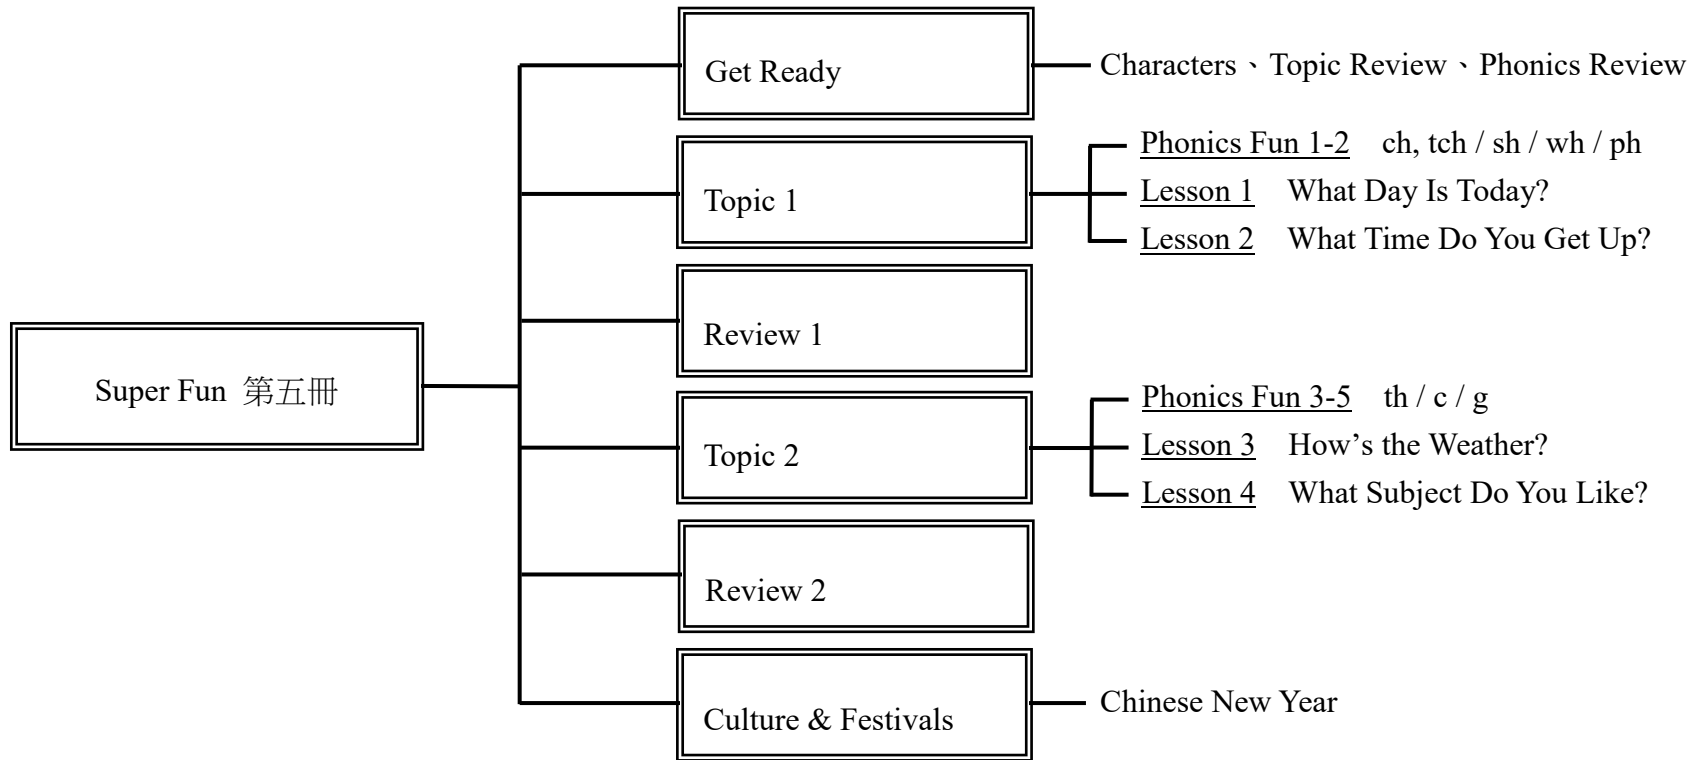 Super Fun 第五冊
Get Ready
Characters、Topic Review、Phonics Review
Topic 1
Phonics Fun 1-2 ch, tch / sh / wh / ph
Lesson 1 What Day Is Today?
Lesson 2 What Time Do You Get Up?
Review 1
Topic 2
Phonics Fun 3-5 th / c / g
Lesson 3 How’s the Weather?
Lesson 4 What Subject Do You Like?
Review 2
Culture & Festivals
Chinese New Year